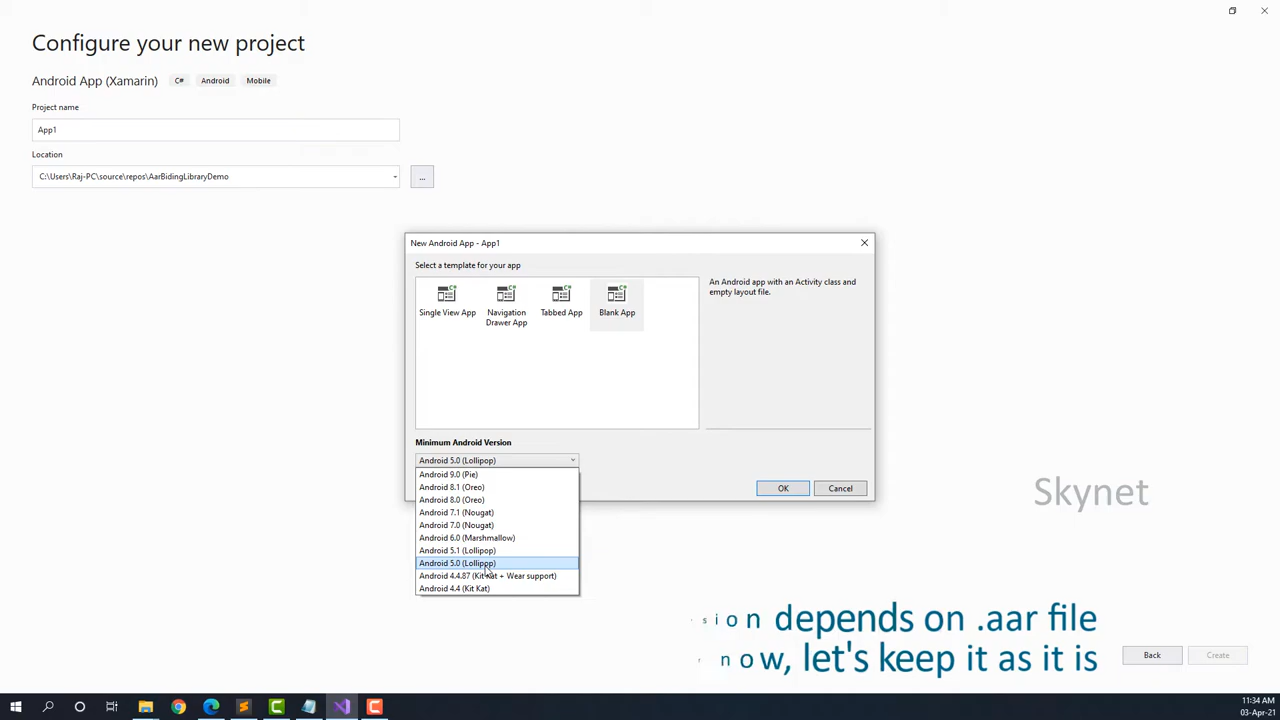 Configure your new project
Android App (Xamarin) C# Android Mobile
Project name
App1
Location
C:\Users\Raj-PC\source\repos\AarBidingLibraryDemo
...
New Android App - App1
Select a template for your app
Single View App
Navigation Drawer App
Tabbed App
Blank App
An Android app with an Activity class and
empty layout file.
Minimum Android Version
Android 5.0 (Lollipop)
Android 9.0 (Pie)
Android 8.1 (Oreo)
Android 8.0 (Oreo)
Android 7.1 (Nougat)
Android 7.0 (Nougat)
Android 6.0 (Marshmallow)
Android 5.1 (Lollipop)
Android 5.0 (Lollipop)
Android 4.4.87 (Kit Kat + Wear support)
Android 4.4 (Kit Kat)
OK Cancel
Skynet
sion depends on .aar file
now, let's keep it as it is
Back Create
11:34 AM
03-Apr-21